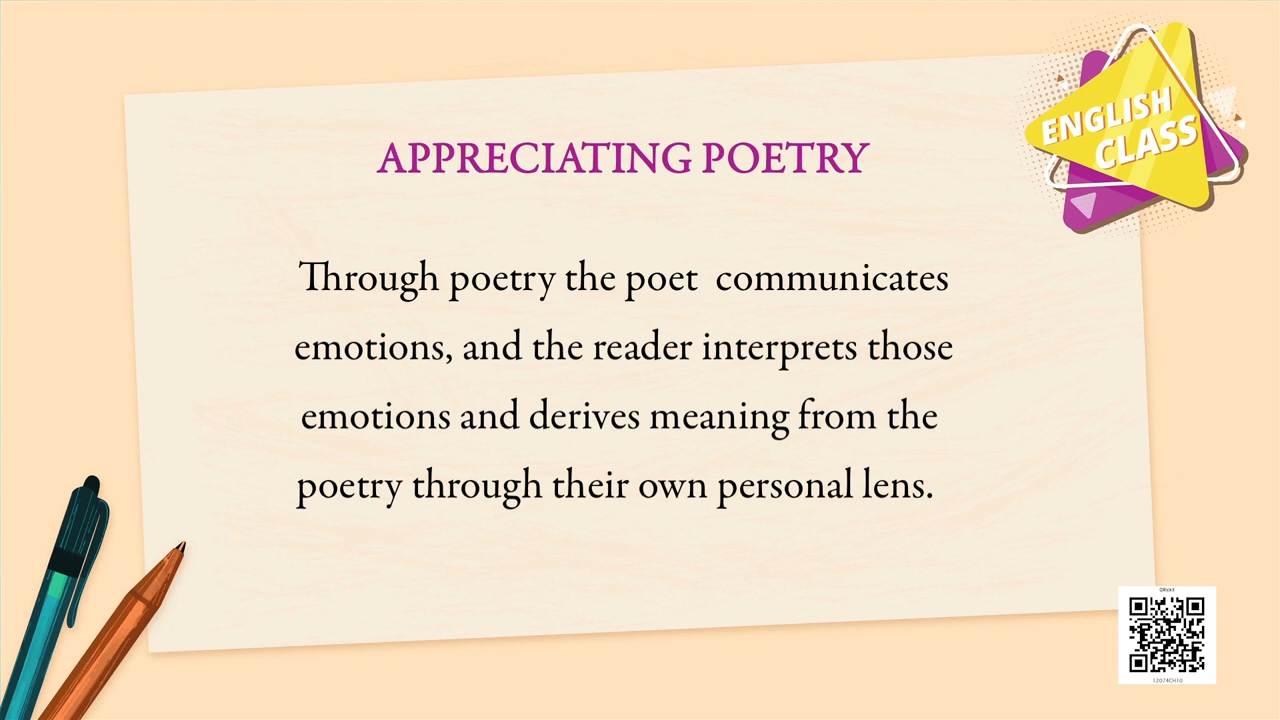 ENGLISH
CLASS
APPRECIATING POETRY
Through poetry the poet communicates
emotions, and the reader interprets those
emotions and derives meaning from the
poetry through their own personal lens.
12074CH10